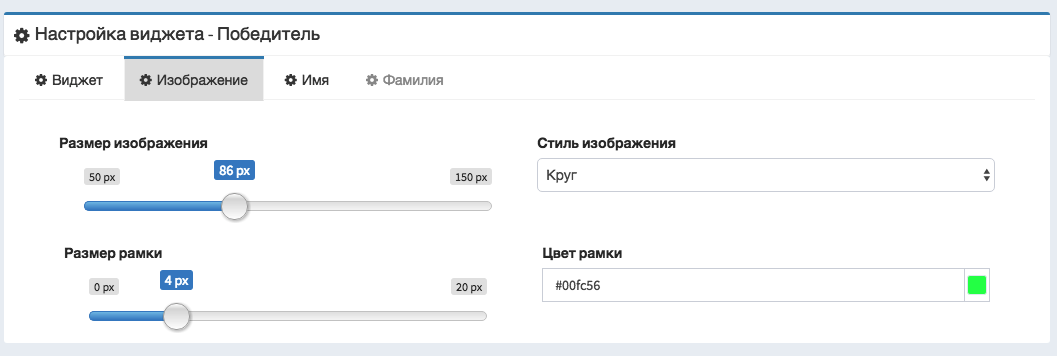 Настройка виджета - Победитель
Виджет Изображение Имя Фамилия
Размер изображения
50 px 86 px 150 px
Стиль изображения
Круг
Размер рамки
0 px 4 px 20 px
Цвет рамки
#00fc56